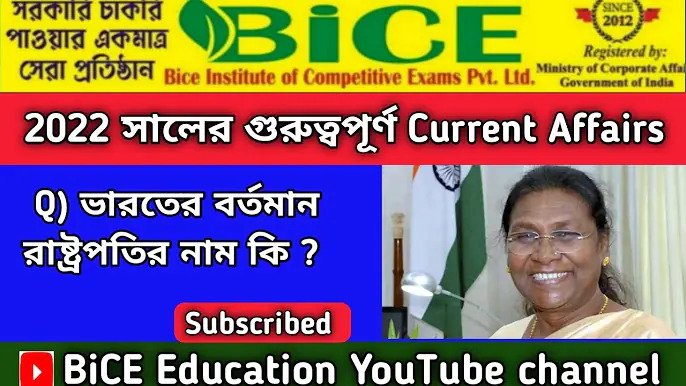 সরকারি চাকরি
পাওয়ার একমাত্র
সেরা প্রতিষ্ঠান
BiCE
Bice Institute of Competitive Exams Pvt. Ltd.
SINCE
2012
Registered by:
Ministry of Corporate Affai
Government of India
2022 সালের গুরুত্বপূর্ণ Current Affairs
Q) ভারতের বর্তমান
রাষ্ট্রপতির নাম কি ?
Subscribed
BiCE Education YouTube channel